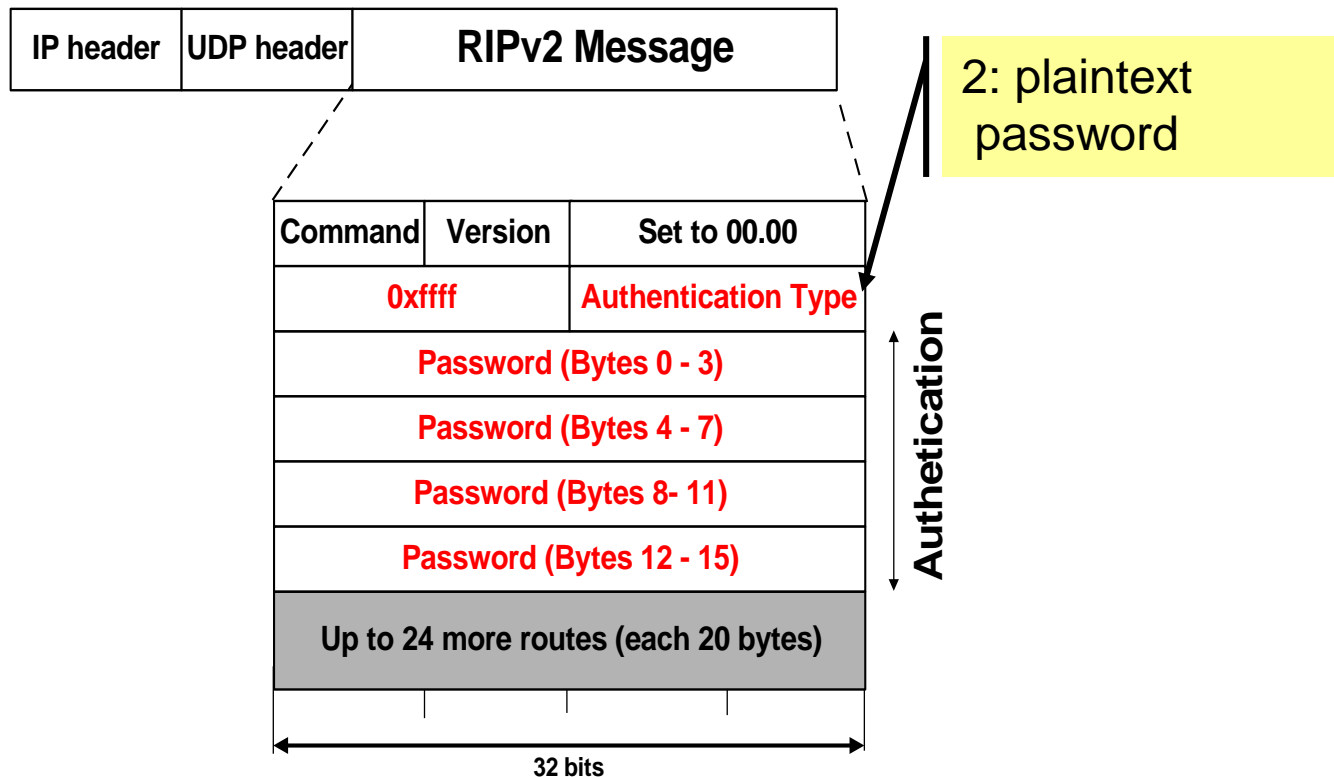 IP header UDP header RIPv2 Message
2: plaintext
password
Command Version Set to 00.00
0xffff Authentication Type
Password (Bytes 0 - 3)
Password (Bytes 4 - 7)
Password (Bytes 8- 11)
Password (Bytes 12 - 15)
Authetication
Up to 24 more routes (each 20 bytes)
32 bits